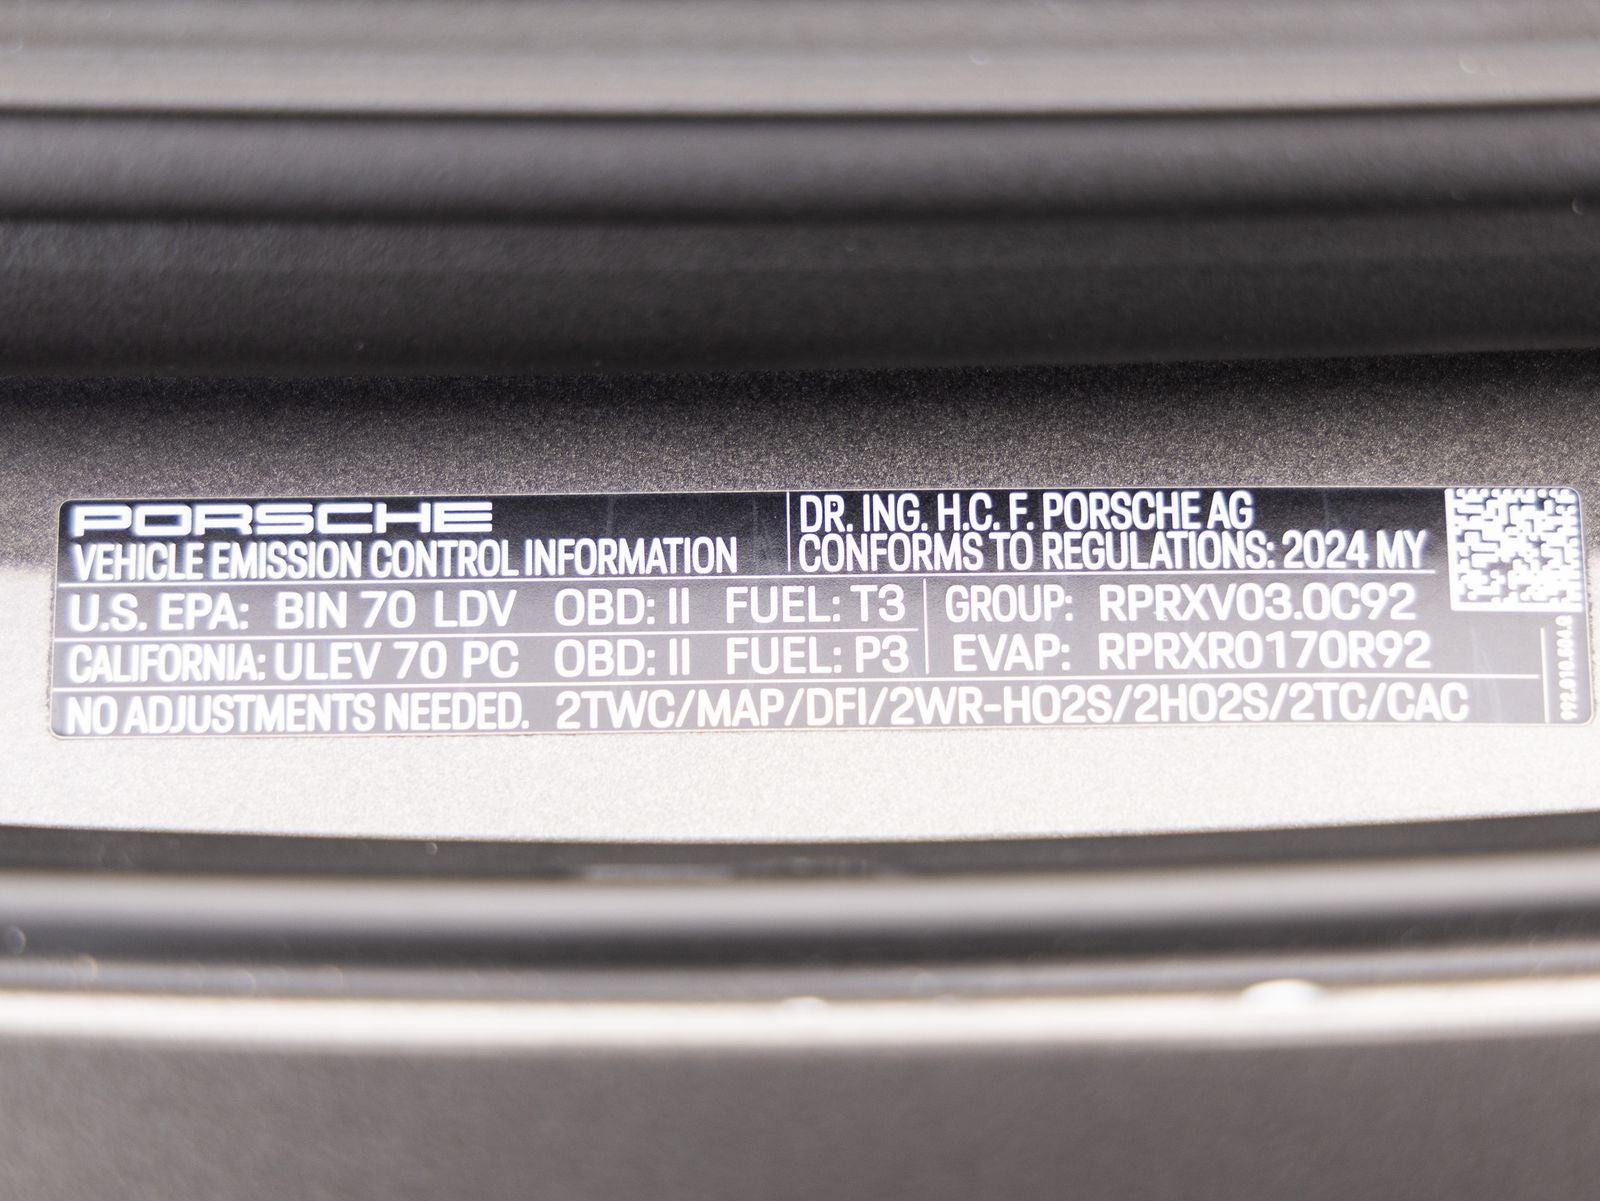 PORSCHE
VEHICLE EMISSION CONTROL INFORMATION
DR. ING. H.C. F. PORSCHE AG
CONFORMS TO REGULATIONS: 2024 MY
U.S. EPA: BIN 70 LDV OBD: II FUEL: T3 GROUP: RPRXV03.0C92
CALIFORNIA: ULEV 70 PC OBD: II FUEL: P3 EVAP: RPRXR0170R92
NO ADJUSTMENTS NEEDED. 2TWC/MAP/DFI/2WR-HO2S/2HO2S/2TC/CAC